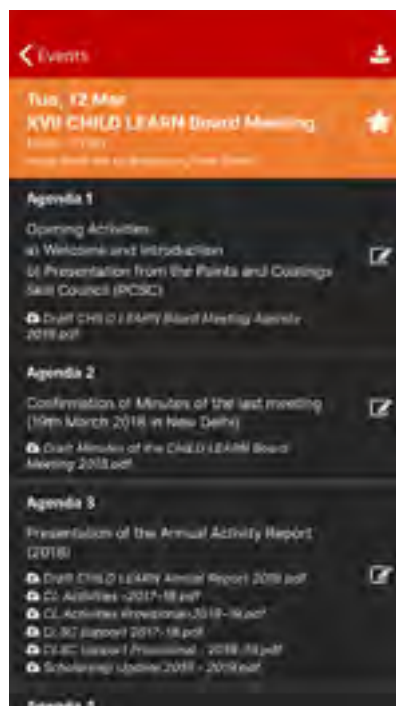 Events
Tue, 12 Mar
XVII CHILD LEARN Board Meeting
Agenda 1
Opening Activities
a) Welcome and Introduction
b) Presentation from the Paints and Coatings
Skill Council (PCSC)
Draft CHILD LEARN Board Meeting Agenda
2019.pdf
Agenda 2
Confirmation of Minutes of the last meeting
(19th March 2018 in New Delhi)
Draft Minutes of the CHILD LEARN Board
Meeting 2018.pdf
Agenda 3
Presentation of the Annual Activity Report
(2018)
Draft CHILD LEARN Annual Report 2018.pdf
CL Activities -2017-18.pdf
CL Activities Provisional-2018-19.pdf
CL-SC Support 2017-18.pdf
CL-SC Support Provisional - 2018-19.pdf
Scholarship Update 2018 - 2019.pdf
Agenda 4